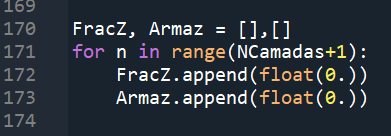 169
170 FracZ, Armaz = [],[]
171 for n in range(NCamadas+1):
172     FracZ.append(float(0.))
173     Armaz.append(float(0.))
174